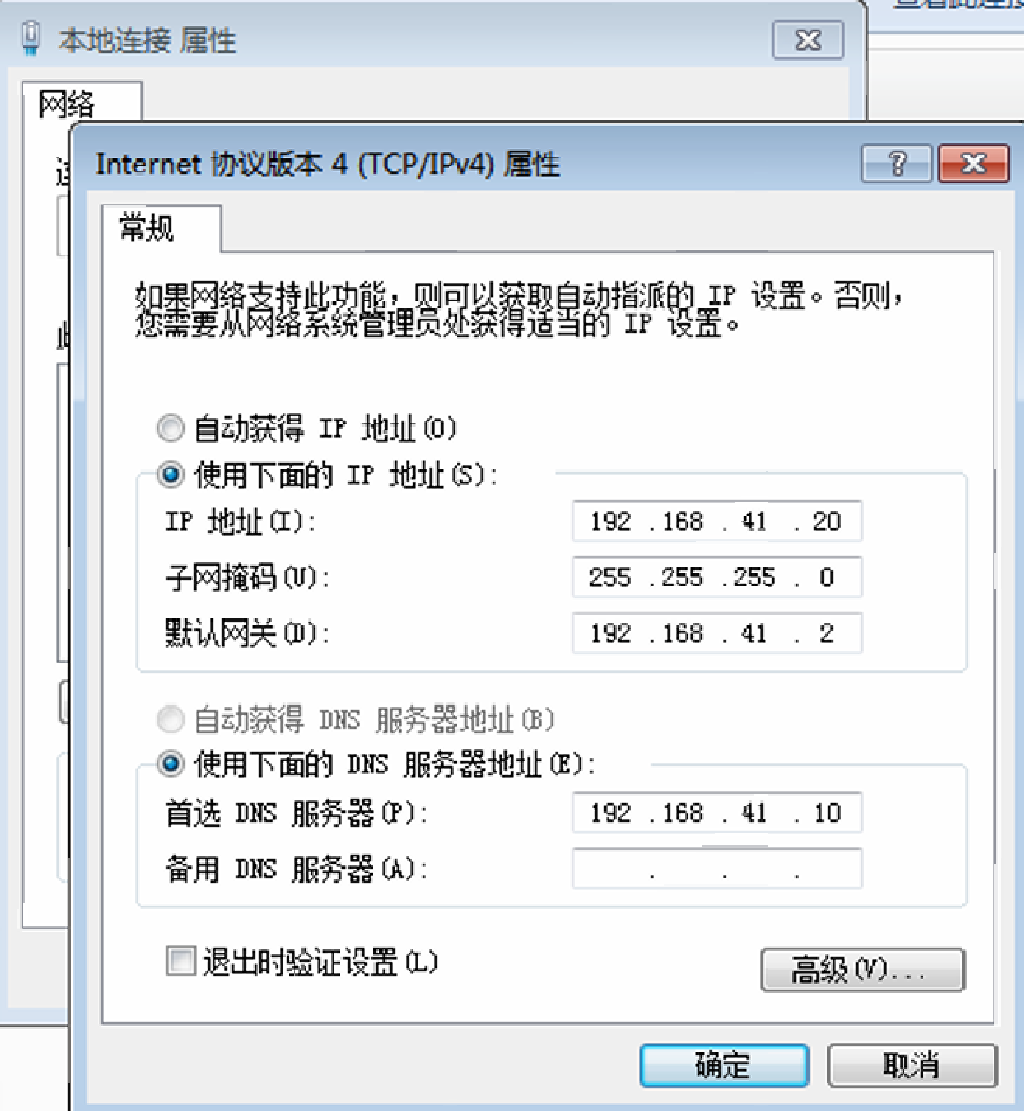 本地连接 属性
网络
Internet 协议版本 4 (TCP/IPv4) 属性
常规
如果网络支持此功能，则可以获取自动指派的 IP 设置。否则，
您需要从网络系统管理员处获得适当的 IP 设置。
自动获得 IP 地址(O)
使用下面的 IP 地址(S):
IP 地址(I): 192 .168 . 41 . 20
子网掩码(U): 255 .255 .255 . 0
默认网关(D): 192 .168 . 41 . 2
自动获得 DNS 服务器地址(B)
使用下面的 DNS 服务器地址(E):
首选 DNS 服务器(P): 192 .168 . 41 . 10
备用 DNS 服务器(A): . . .
退出时验证设置(L)
高级(V)...
确定
取消